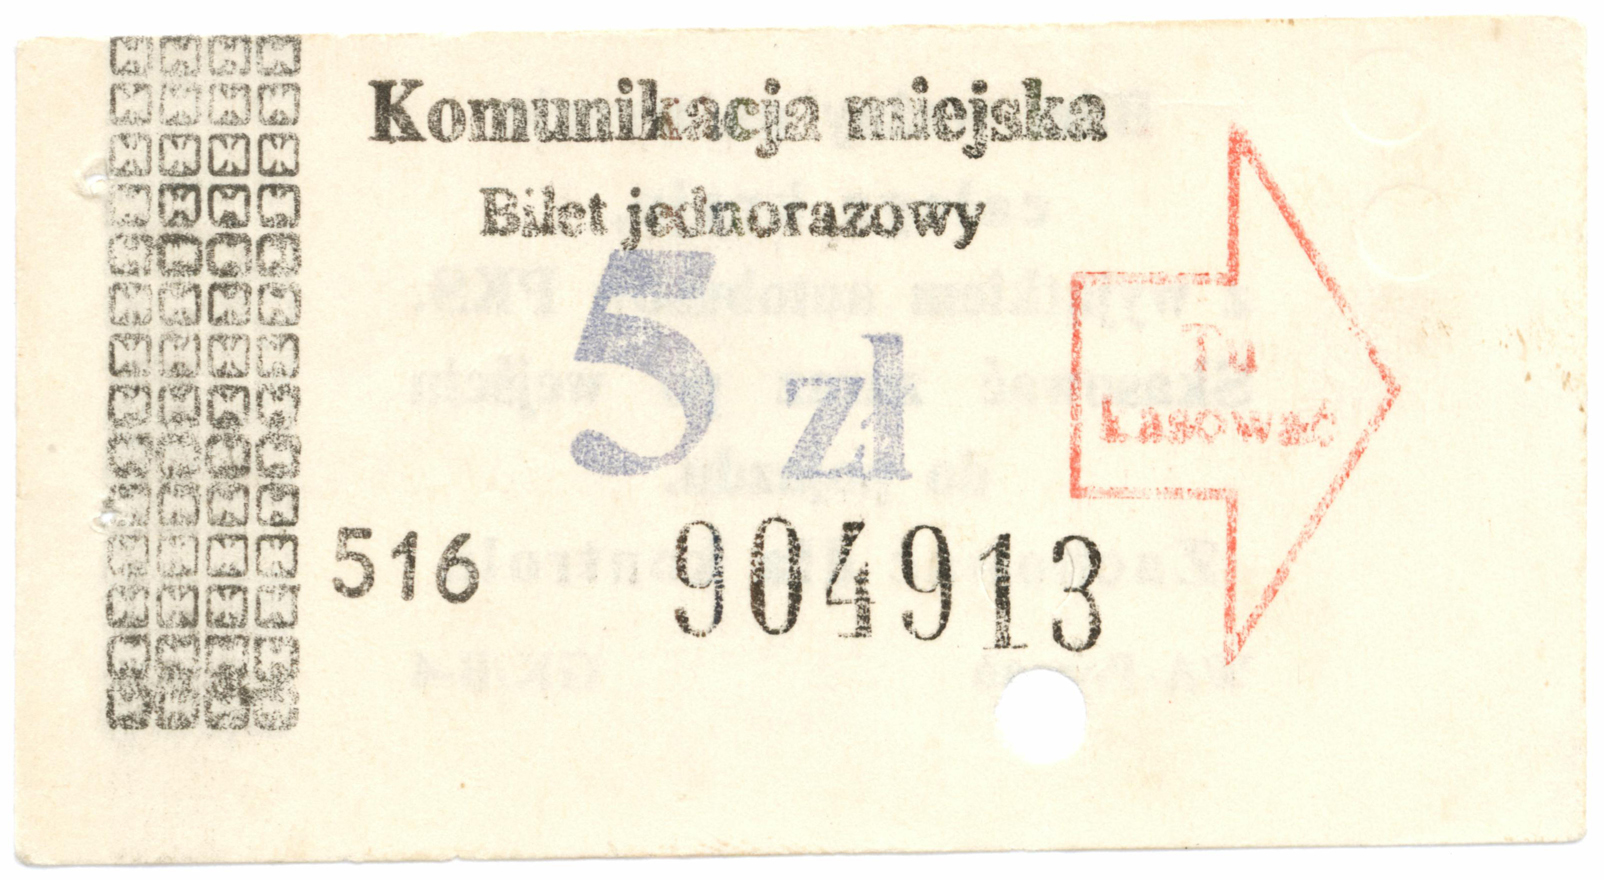 Komunikacja miejska
Bilet jednorazowy
5 zł
Tu
kasować
516 904913